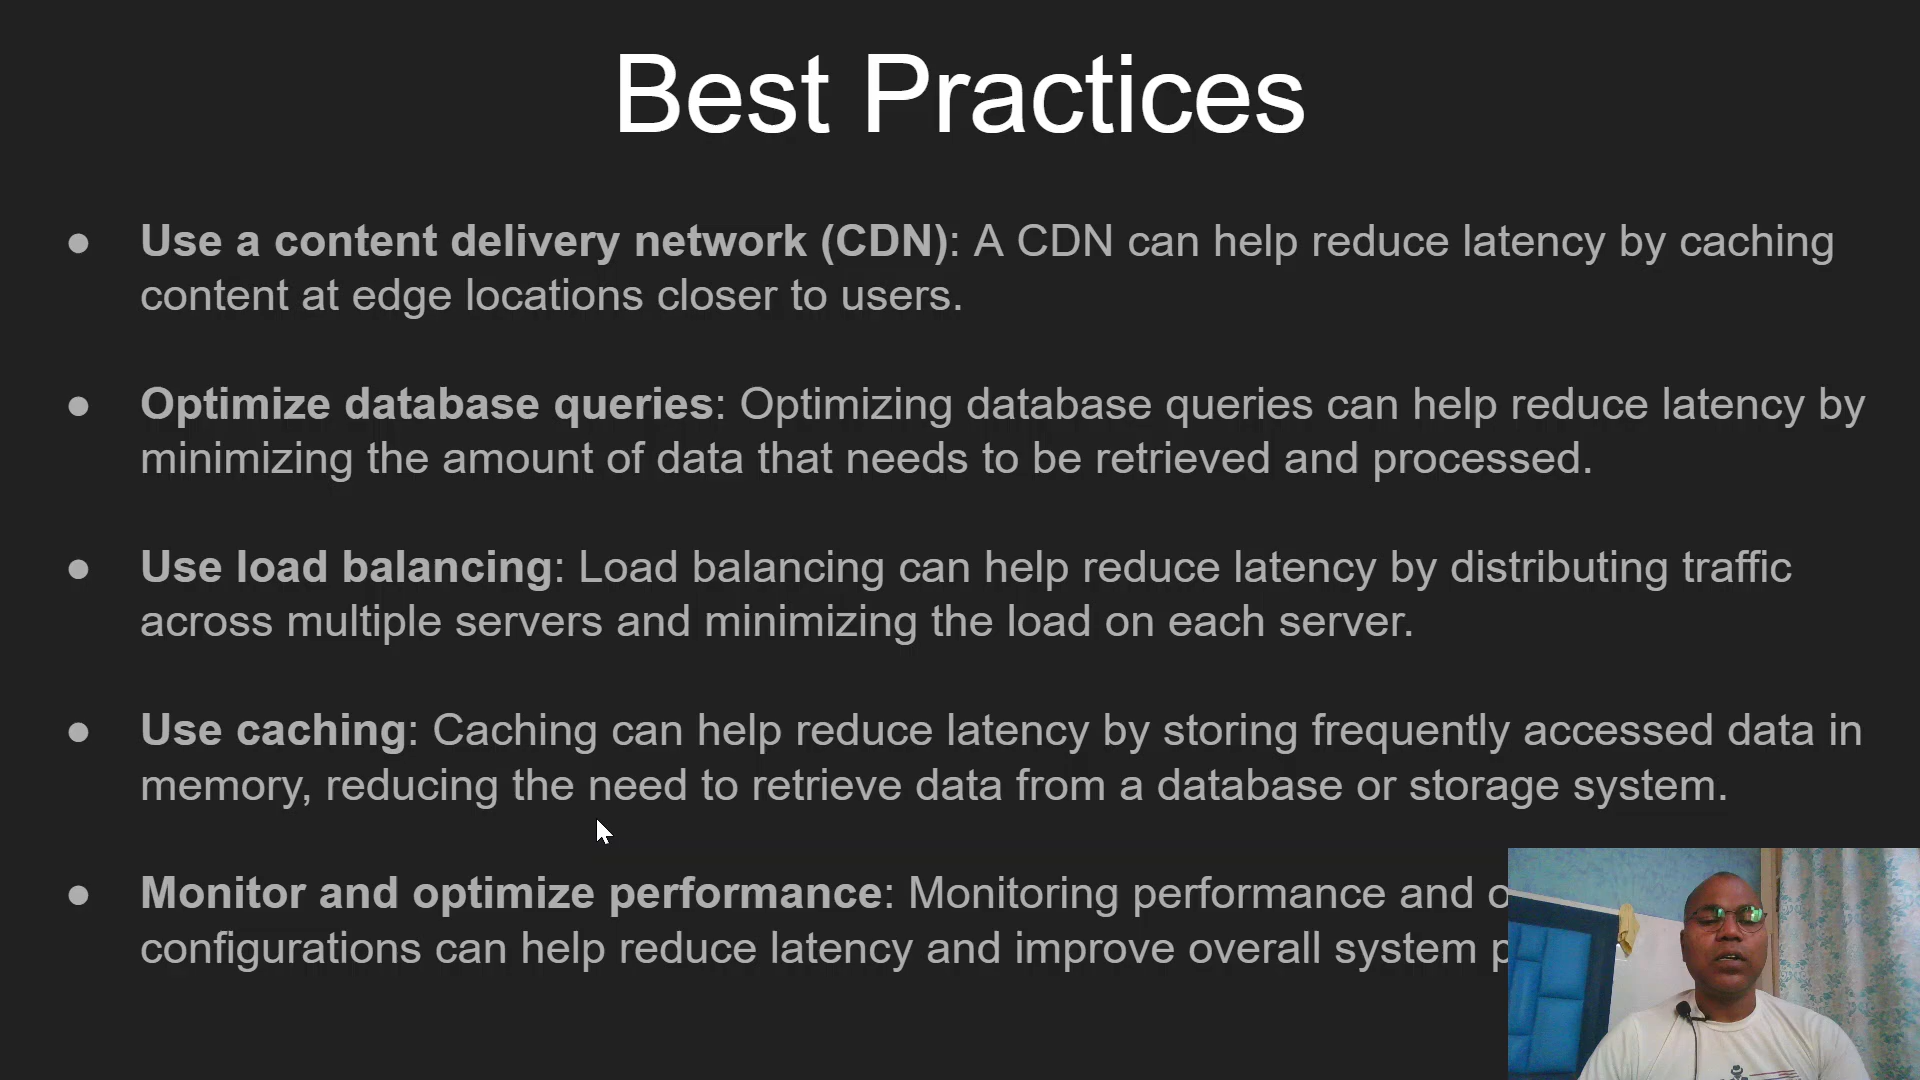 Best Practices
● Use a content delivery network (CDN): A CDN can help reduce latency by caching
content at edge locations closer to users.
● Optimize database queries: Optimizing database queries can help reduce latency by
minimizing the amount of data that needs to be retrieved and processed.
● Use load balancing: Load balancing can help reduce latency by distributing traffic
across multiple servers and minimizing the load on each server.
● Use caching: Caching can help reduce latency by storing frequently accessed data in
memory, reducing the need to retrieve data from a database or storage system.
● Monitor and optimize performance: Monitoring performance and
configurations can help reduce latency and improve overall system